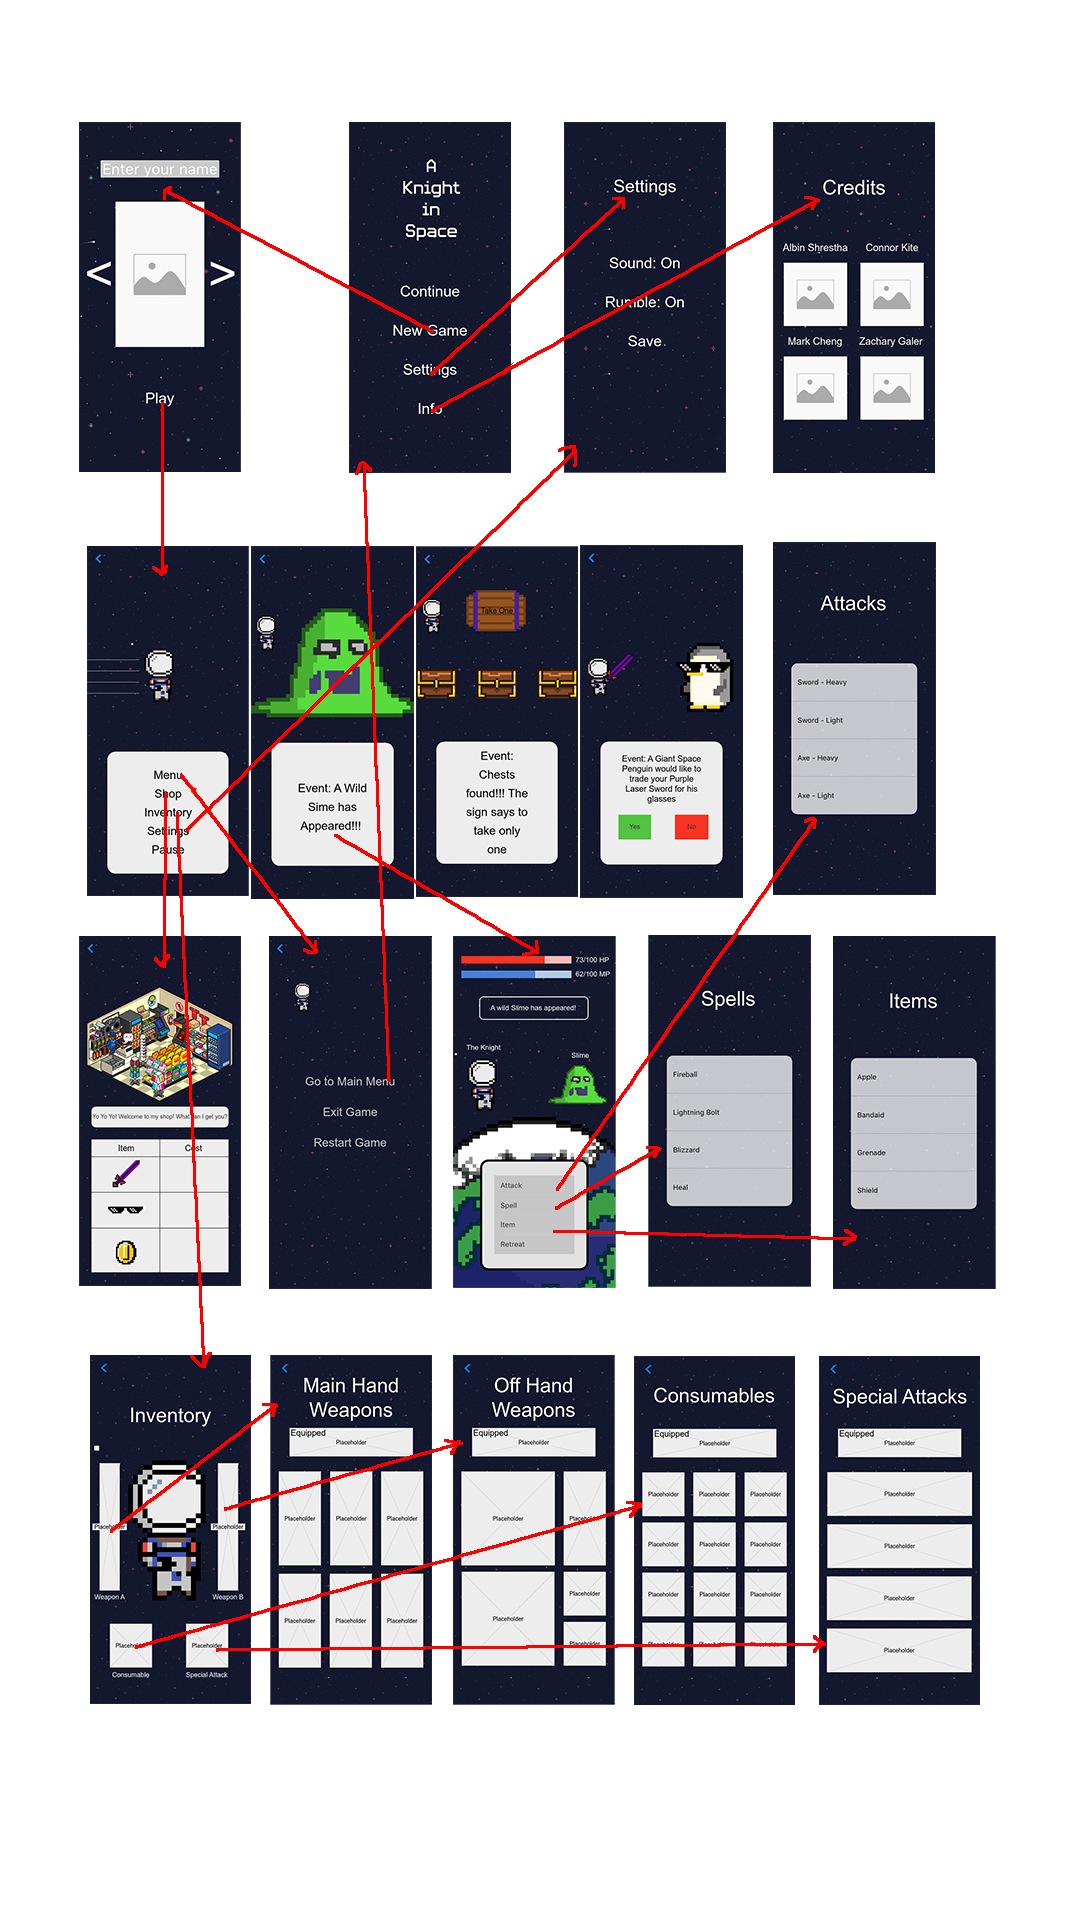 Enter your name
<
>
Play
A
Knight
in
Space
Continue
New Game
Settings
Info
Settings
Sound: On
Rumble: On
Save
Credits
Albin Shrestha
Connor Kite
Mark Cheng
Zachary Galer
Menu
Shop
Inventory
Settings
Pause
Event: A Wild
Sime has
Appeared!!!
Take One
Event:
Chests
found!!! The
sign says to
take only
one
Event: A Giant Space
Penguin would like to
trade your Purple
Laser Sword for his
glasses
Yes
No
Attacks
Sword - Heavy
Sword - Light
Axe - Heavy
Axe - Light
Yo Yo Yo! Welcome to my shop! What can I get you?
Item
Cost
Go to Main Menu
Exit Game
Restart Game
73/100 HP
62/100 MP
A wild Slime has appeared!
The Knight
Slime
Attack
Spell
Item
Retreat
Spells
Fireball
Lightning Bolt
Blizzard
Heal
Items
Apple
Bandaid
Grenade
Shield
Inventory
Placeholder
Placeholder
Weapon A
Weapon B
Placeholder
Placeholder
Consumable
Special Attack
Main Hand
Weapons
Equipped
Placeholder
Placeholder
Placeholder
Placeholder
Placeholder
Placeholder
Placeholder
Off Hand
Weapons
Equipped
Placeholder
Placeholder
Placeholder
Placeholder
Placeholder
Placeholder
Consumables
Equipped
Placeholder
Placeholder
Placeholder
Placeholder
Placeholder
Placeholder
Placeholder
Placeholder
Placeholder
Placeholder
Placeholder
Placeholder
Placeholder
Special Attacks
Equipped
Placeholder
Placeholder
Placeholder
Placeholder
Placeholder